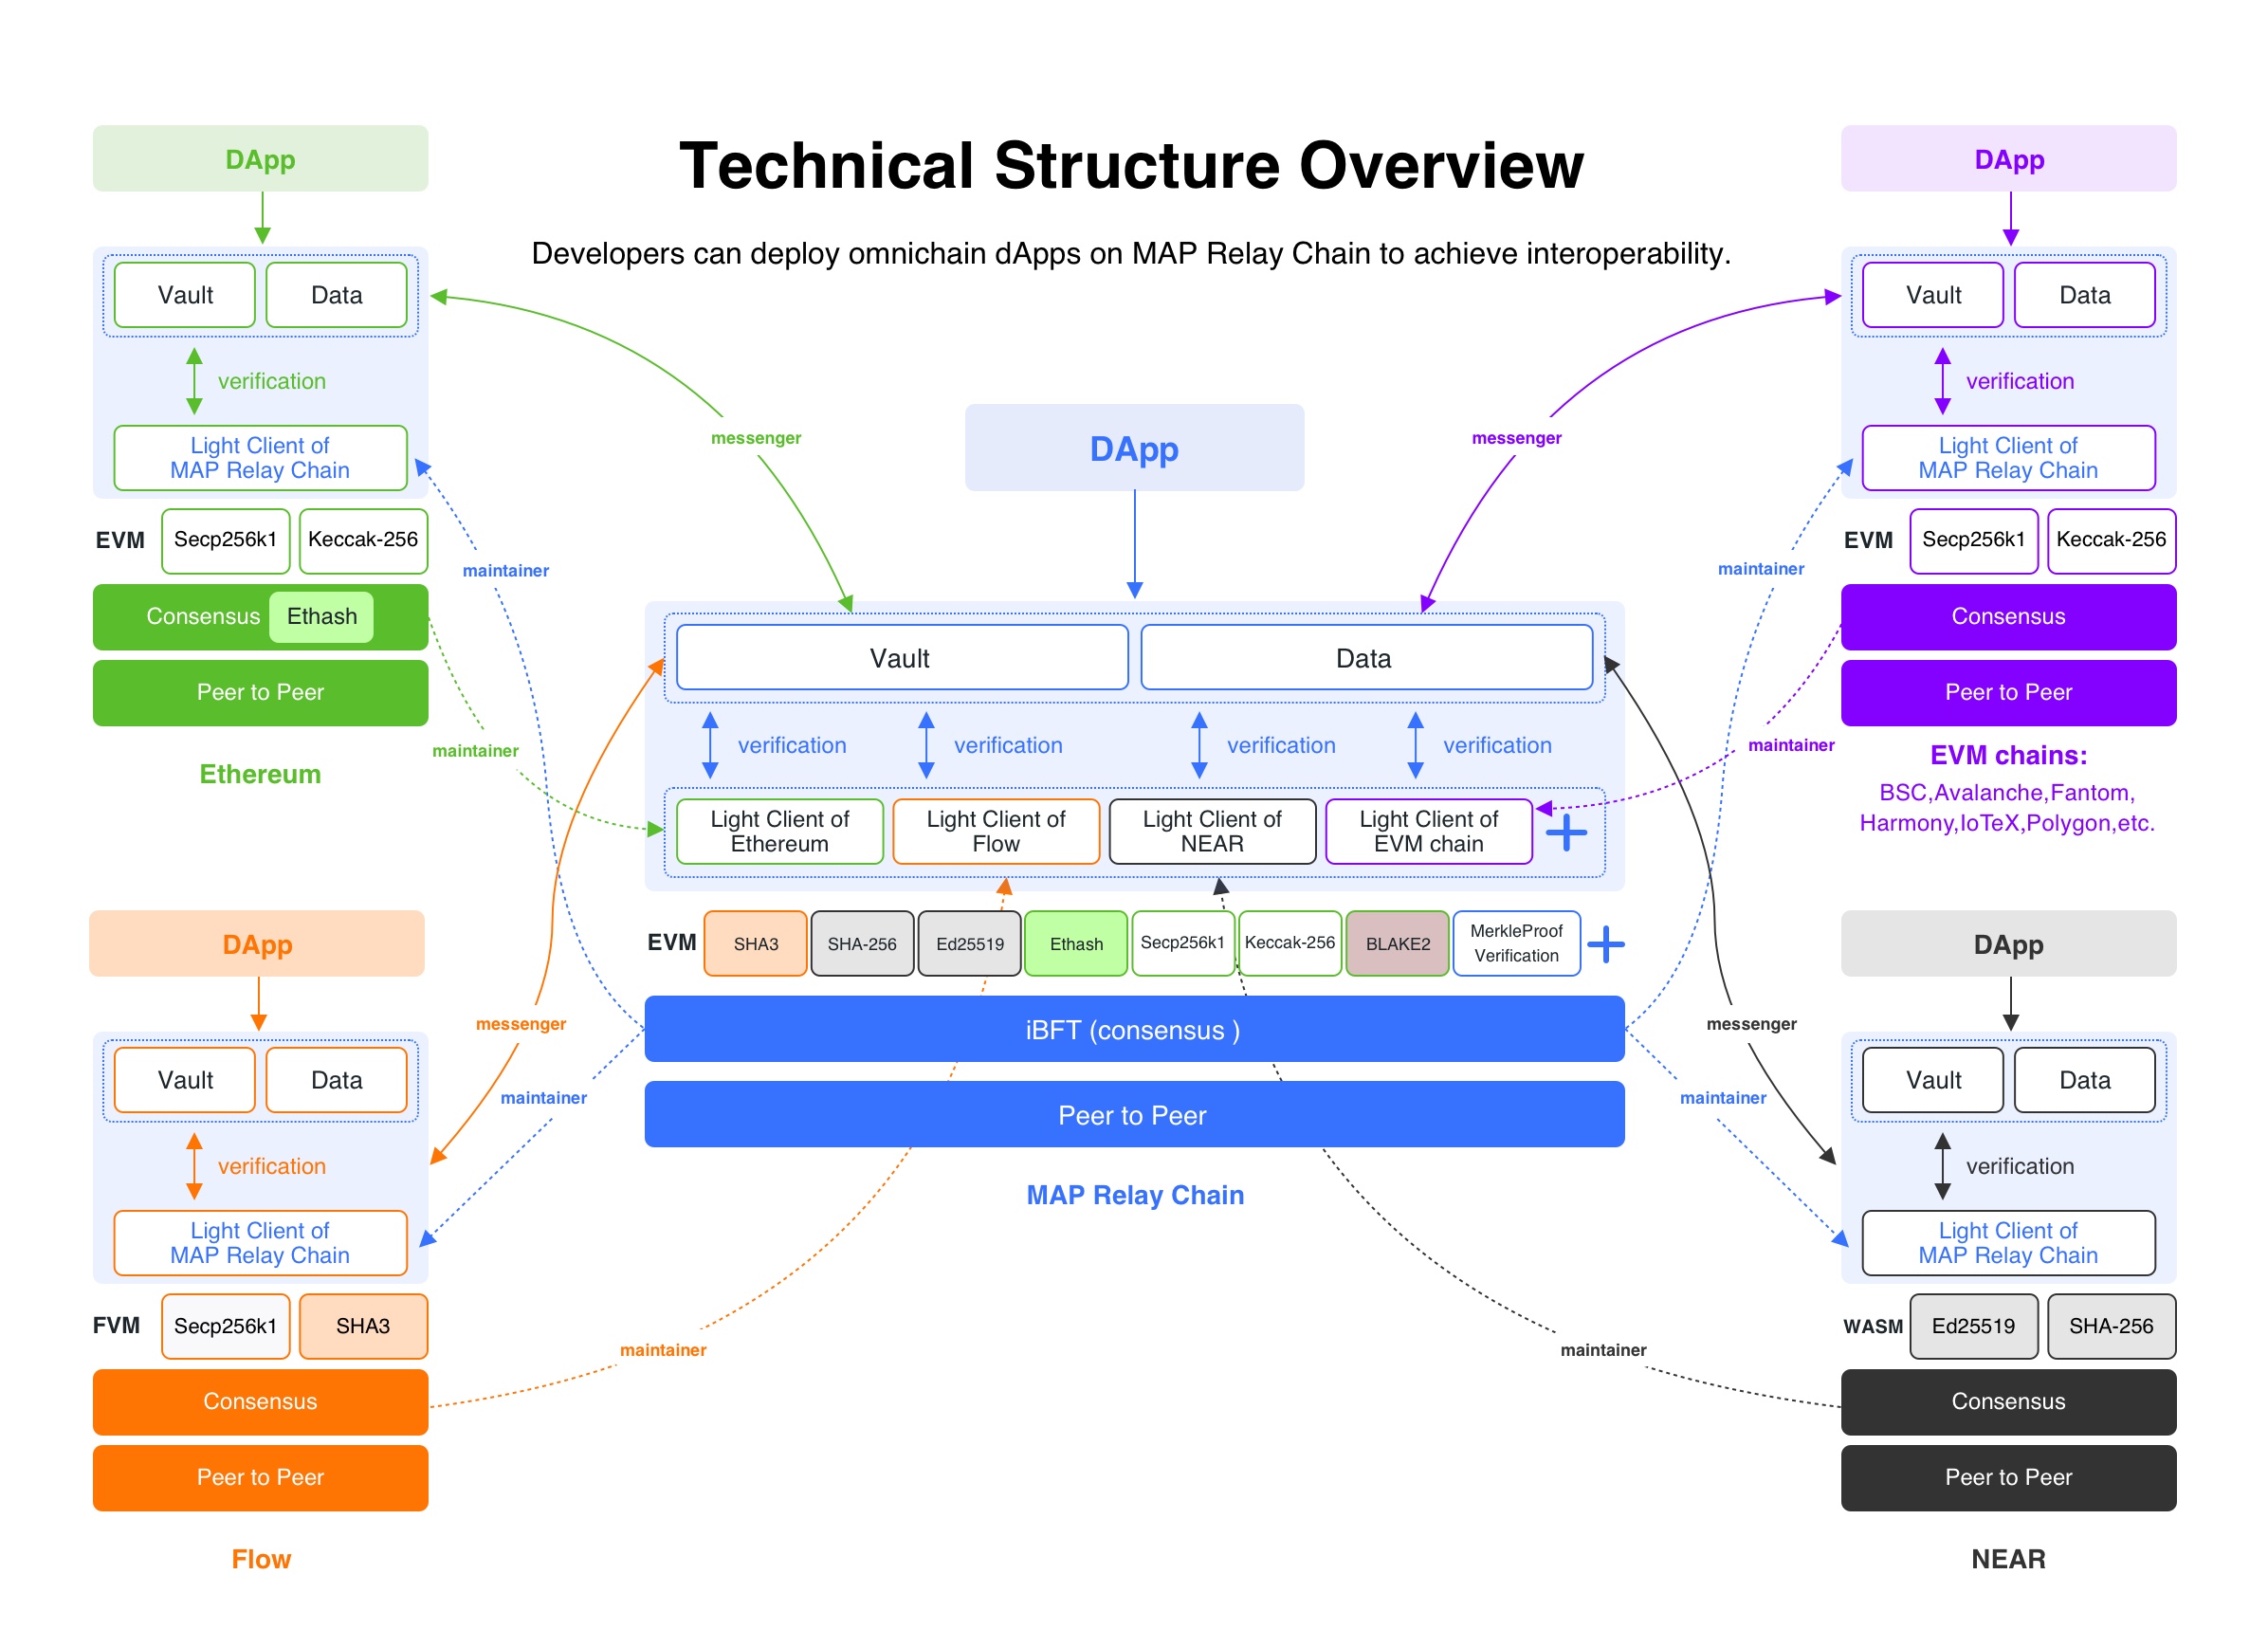 Technical Structure Overview
Developers can deploy omnichain dApps on MAP Relay Chain to achieve interoperability.
DApp
Vault
Data
verification
Light Client of
MAP Relay Chain
EVM
Secp256k1
Keccak-256
Consensus
Ethash
Peer to Peer
Ethereum
messenger
maintainer
maintainer
DApp
Vault
Data
verification
verification
verification
verification
Light Client of
Ethereum
Light Client of
Flow
Light Client of
NEAR
Light Client of
EVM chain
EVM
SHA3
SHA-256
Ed25519
Ethash
Secp256k1
Keccak-256
BLAKE2
MerkleProof
Verification
iBFT (consensus )
Peer to Peer
MAP Relay Chain
messenger
maintainer
maintainer
DApp
Vault
Data
verification
Light Client of
MAP Relay Chain
EVM
Secp256k1
Keccak-256
Consensus
Peer to Peer
EVM chains:
BSC,Avalanche,Fantom,
Harmony,IoTeX,Polygon,etc.
DApp
Vault
Data
verification
Light Client of
MAP Relay Chain
FVM
Secp256k1
SHA3
Consensus
Peer to Peer
Flow
messenger
maintainer
maintainer
messenger
maintainer
maintainer
DApp
Vault
Data
verification
Light Client of
MAP Relay Chain
WASM
Ed25519
SHA-256
Consensus
Peer to Peer
NEAR